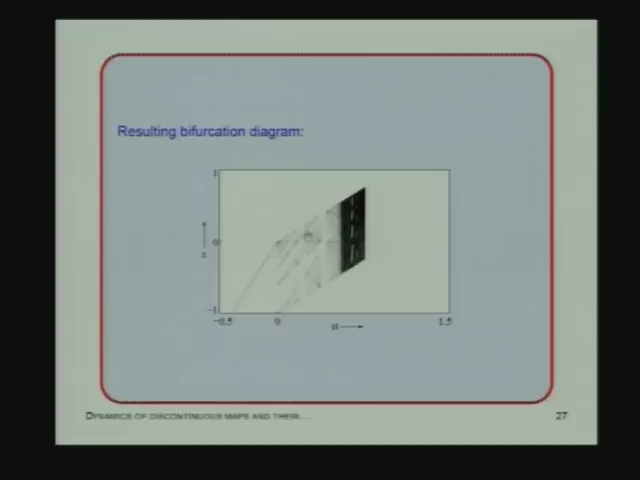 Resulting bifurcation diagram:
1
0
x
−1
−0.5 0 1.5
μ
DYNAMICS OF DISCONTINUOUS MAPS AND THEIR.... 27